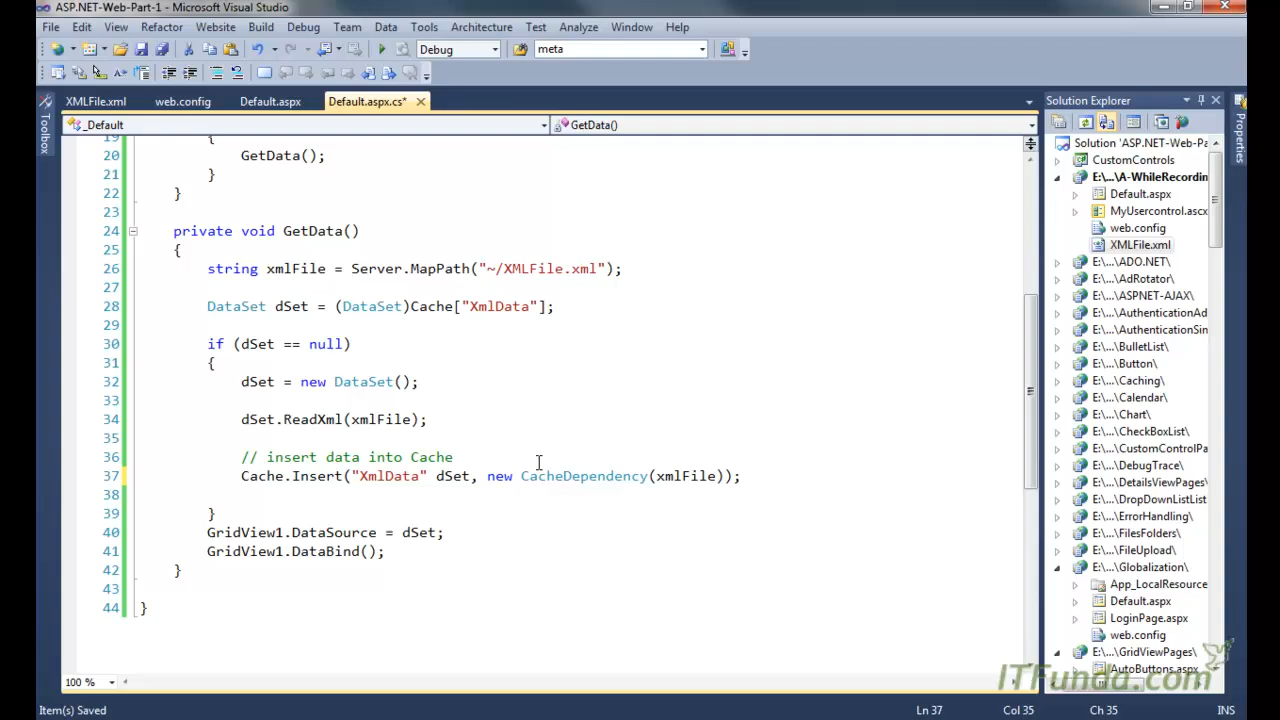 ASP.NET-Web-Part-1 - Microsoft Visual Studio
File Edit View Refactor Website Build Debug Team Data Tools Architecture Test Analyze Window Help
Debug meta
XMLFile.xml web.config Default.aspx Default.aspx.cs*
_Default GetData()
Toolbox
19 {
20 GetData();
21 }
22 }
23
24 private void GetData()
25 {
26 string xmlFile = Server.MapPath("~/XMLFile.xml");
27
28 DataSet dSet = (DataSet)Cache["XmlData"];
29
30 if (dSet == null)
31 {
32 dSet = new DataSet();
33
34 dSet.ReadXml(xmlFile);
35
36 // insert data into Cache
37 Cache.Insert("XmlData" dSet, new CacheDependency(xmlFile));
38
39 }
40 GridView1.DataSource = dSet;
41 GridView1.DataBind();
42 }
43
44 }
100 %
Solution Explorer
Solution 'ASP.NET-Web-Pa
CustomControls
E:\...\A-WhileRecordin
Default.aspx
MyUsercontrol.ascx
web.config
XMLFile.xml
E:\...\ADO.NET\
E:\...\AdRotator\
E:\...\ASPNET-AJAX\
E:\...\AuthenticationAd
E:\...\AuthenticationSin
E:\...\BulletList\
E:\...\Button\
E:\...\Caching\
E:\...\Calendar\
E:\...\Chart\
E:\...\CheckBoxList\
E:\...\CustomControlPa
E:\...\DebugTrace\
E:\...\DetailsViewPages\
E:\...\DropDownListList
E:\...\ErrorHandling\
E:\...\FilesFolders\
E:\...\FileUpload\
E:\...\Globalization\
App_LocalResource
Default.aspx
LoginPage.aspx
web.config
E:\...\GridViewPages\
AutoButtons.aspx
Properties
ITFunda.com
Item(s) Saved Ln 37 Col 35 Ch 35 INS